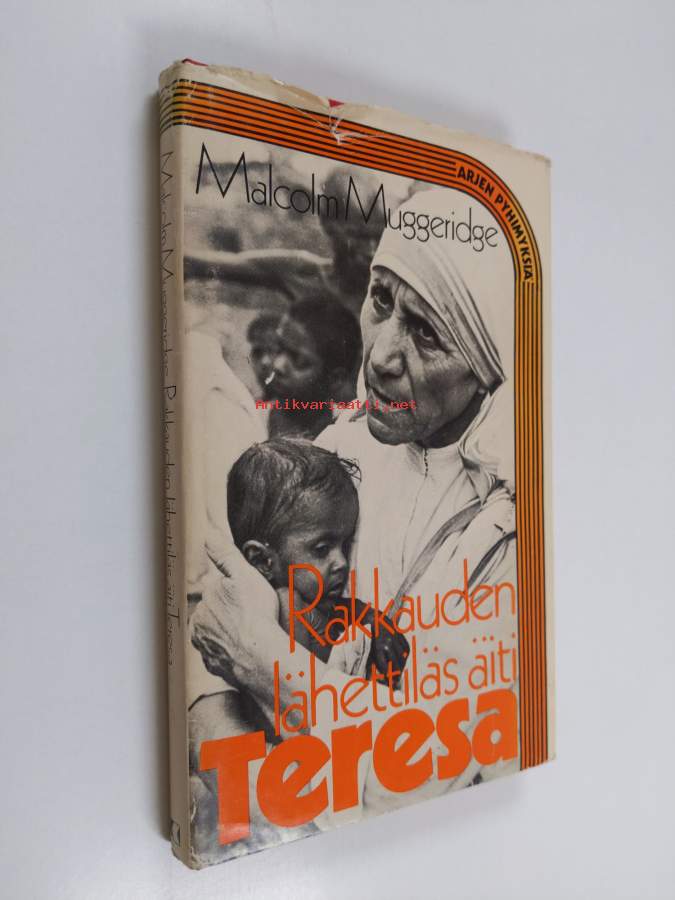 ARJEN PYHIMYKSIÄ
Malcolm Muggeridge
antikvariaatti.net
Rakkauden
lähettiläs äiti
Teresa
Malcolm Muggeridge Rakkauden lähettiläs äiti Teresa